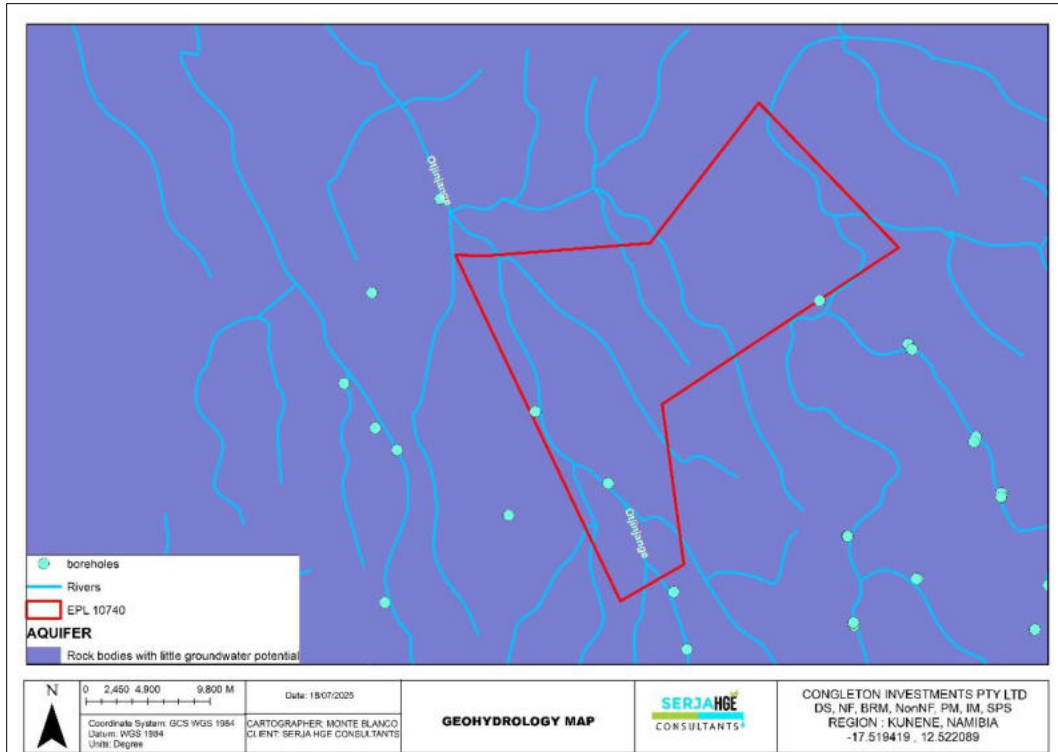 Otjinjange
Otjinjange
boreholes
Rivers
EPL 10740
AQUIFER
Rock bodies with little groundwater potential
N
0 2,450 4,900 9,800 M
Coordinate System: GCS WGS 1984
Datum: WGS 1984
Units: Degree
Date: 18/07/2025
CARTOGRAPHER: MONTE BLANCO
CLIENT: SERJA HGE CONSULTANTS
GEOHYDROLOGY MAP
SERJA HGE
CONSULTANTS
CONGLETON INVESTMENTS PTY LTD
DS, NF, BRM, NonNF, PM, IM, SPS
REGION : KUNENE, NAMIBIA
-17.519419 , 12.522089